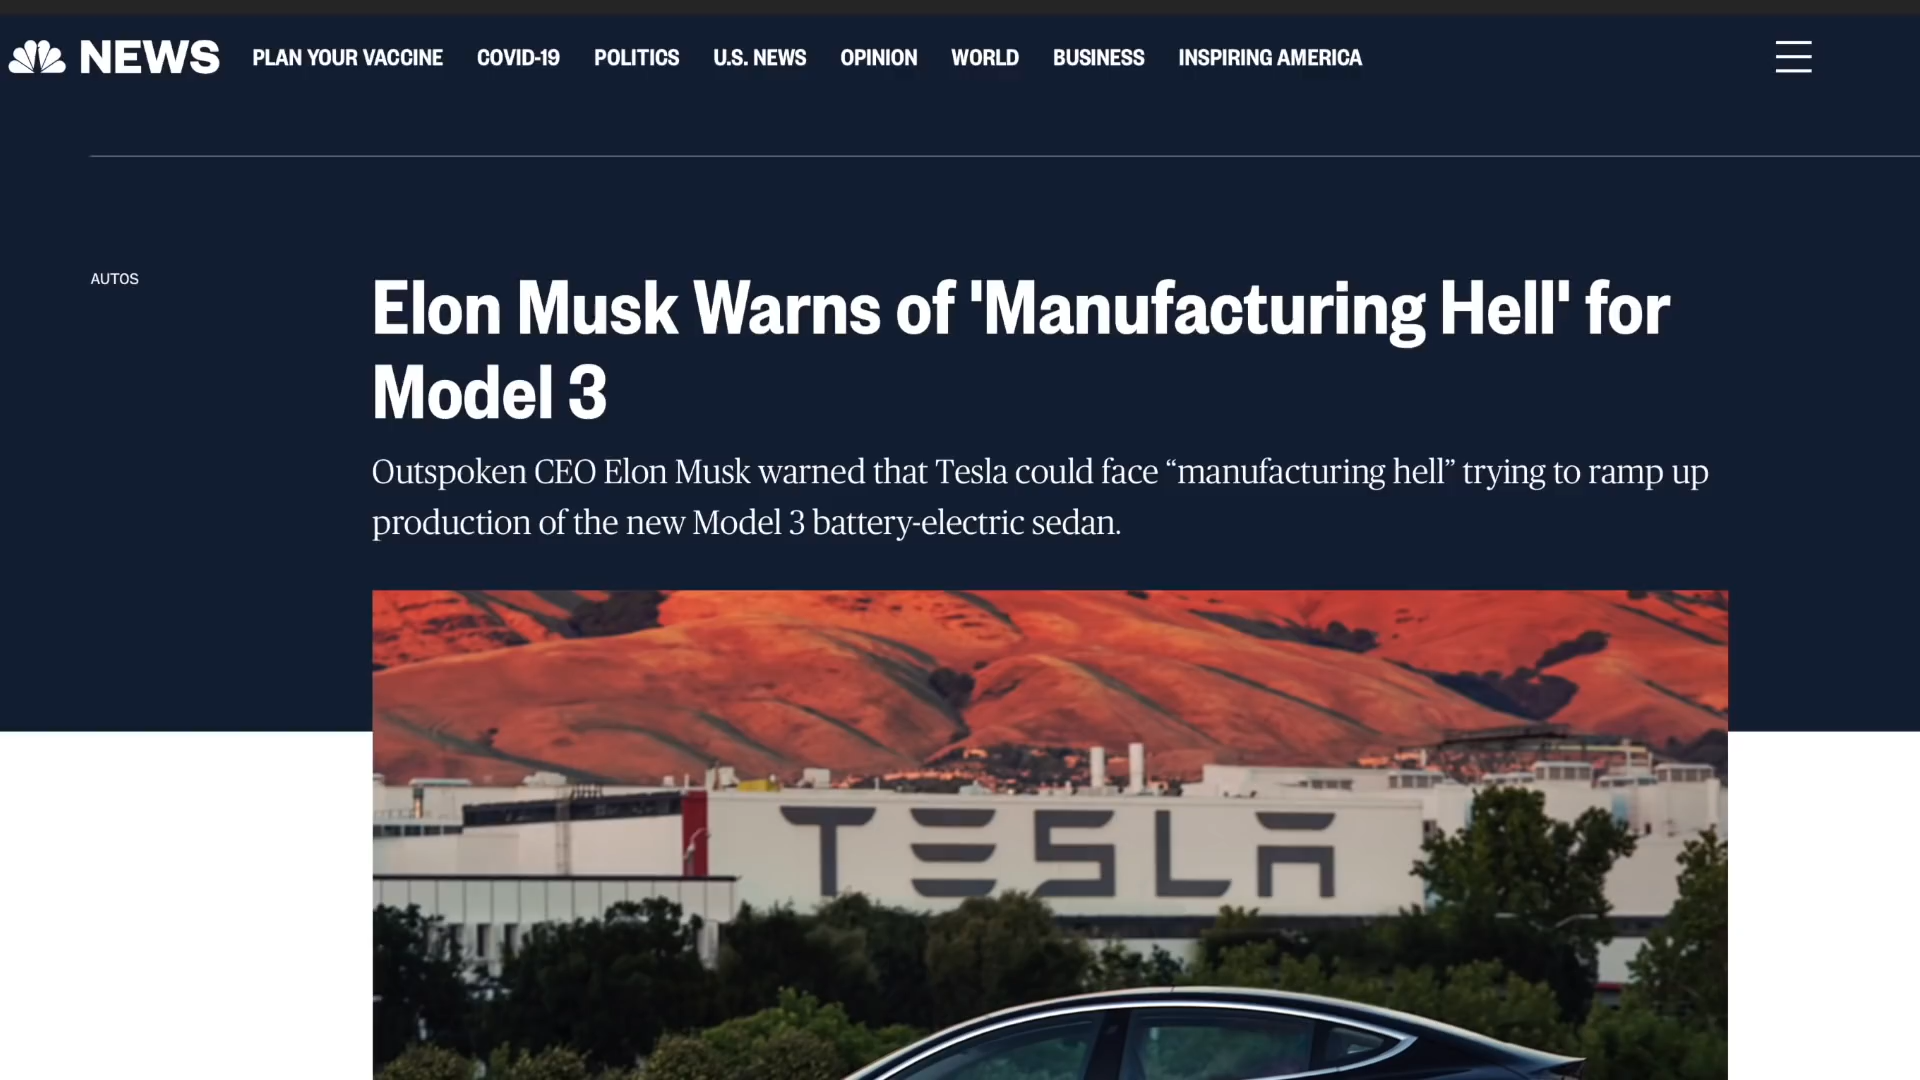 NEWS PLAN YOUR VACCINE COVID-19 POLITICS U.S. NEWS OPINION WORLD BUSINESS INSPIRING AMERICA
AUTOS
Elon Musk Warns of 'Manufacturing Hell' for
Model 3
Outspoken CEO Elon Musk warned that Tesla could face “manufacturing hell” trying to ramp up
production of the new Model 3 battery-electric sedan.
TESLA